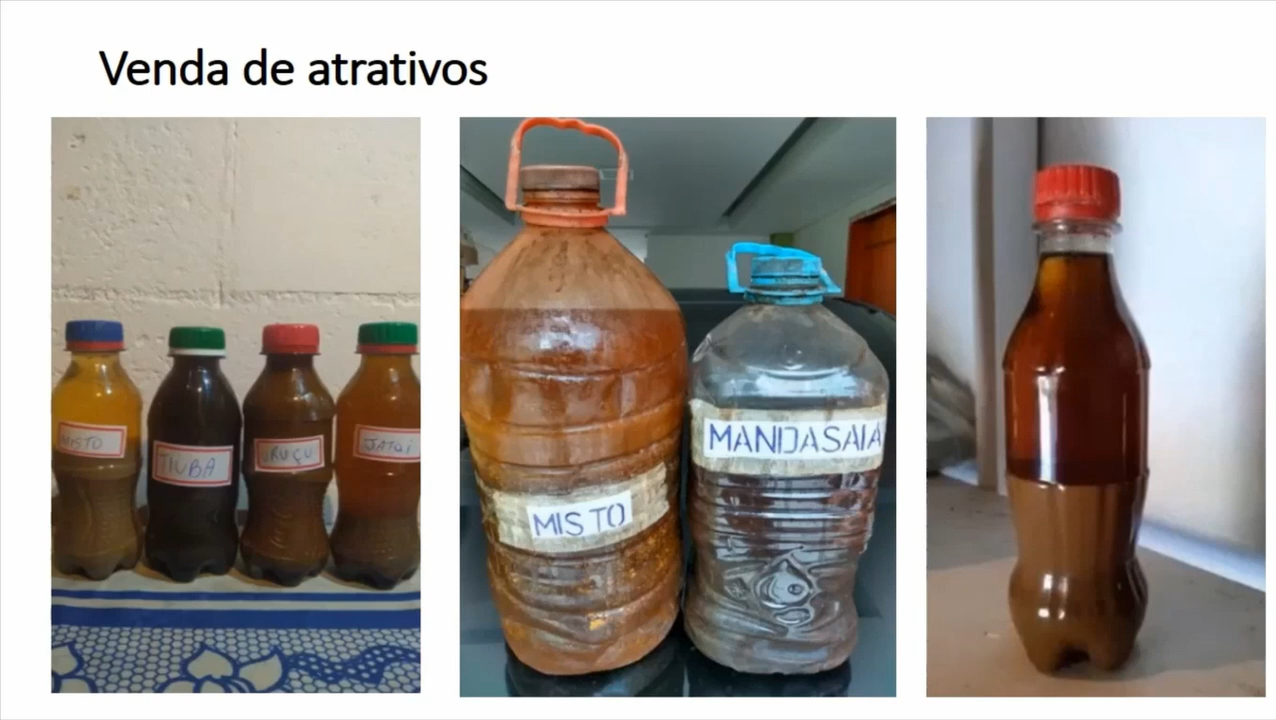 Venda de atrativos
MISTO
TIUBA
URUÇU
JATAÍ
MISTO
MANDASAIA